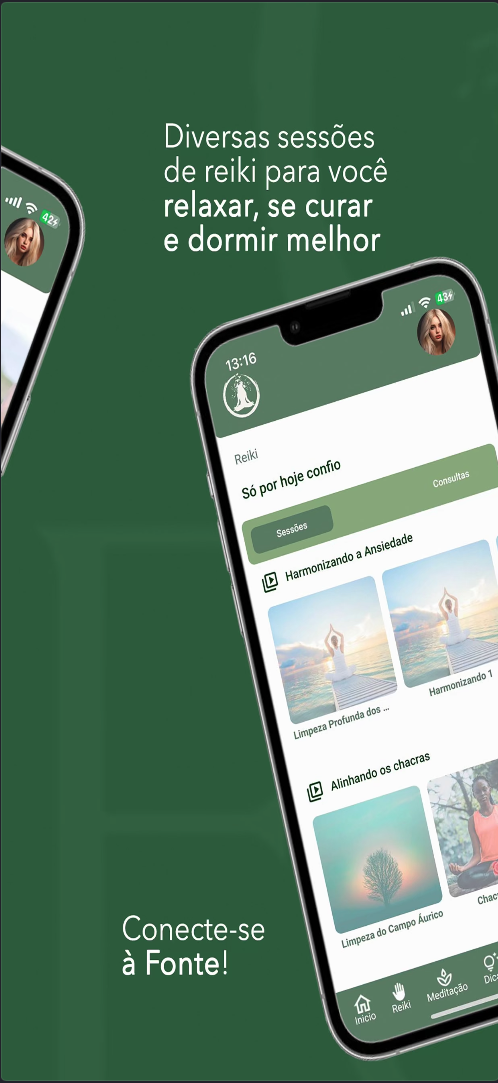 Diversas sessões
de reiki para você
relaxar, se curar
e dormir melhor
42
43
13:16
Reiki
Só por hoje confio
Sessões
Consultas
Harmonizando a Ansiedade
Limpeza Profunda dos ...
Harmonizando 1
Alinhando os chacras
Limpeza do Campo Áurico
Chac
Conecte-se
à Fonte!
Início
Reiki
Meditação
Dic